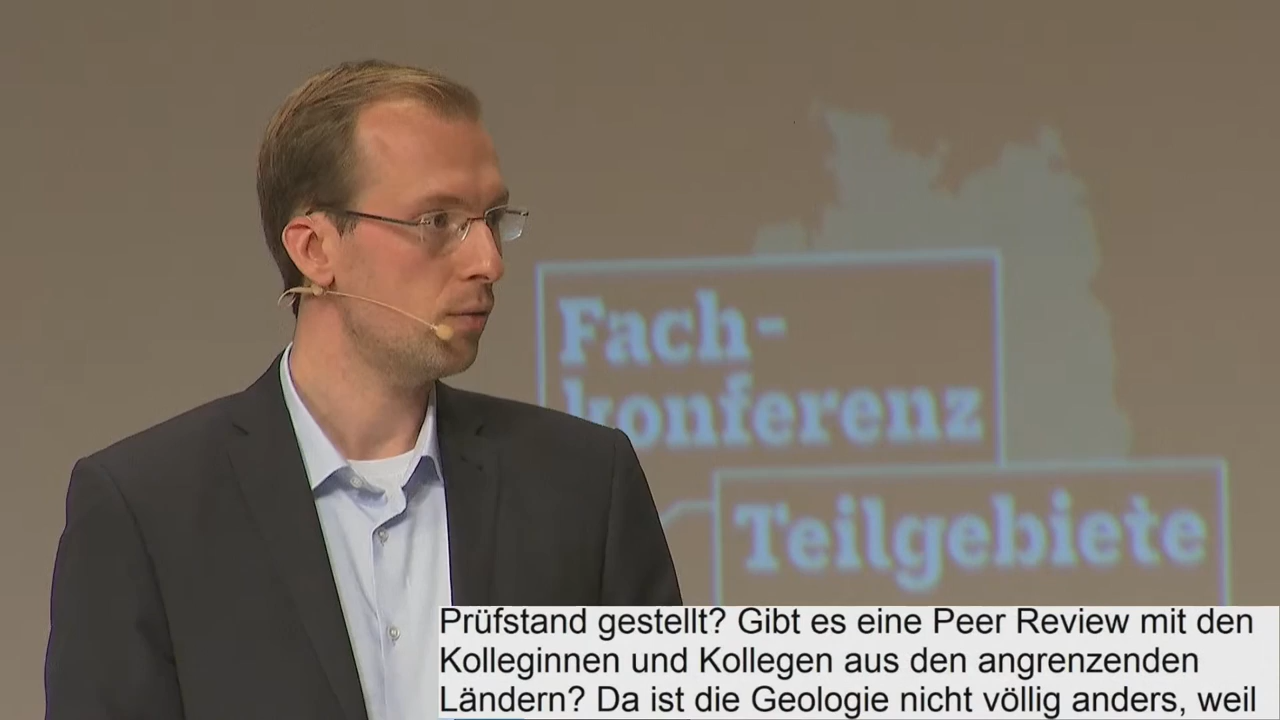 Fach-
konferenz
Teilgebiete
Prüfstand gestellt? Gibt es eine Peer Review mit den
Kolleginnen und Kollegen aus den angrenzenden
Ländern? Da ist die Geologie nicht völlig anders, weil